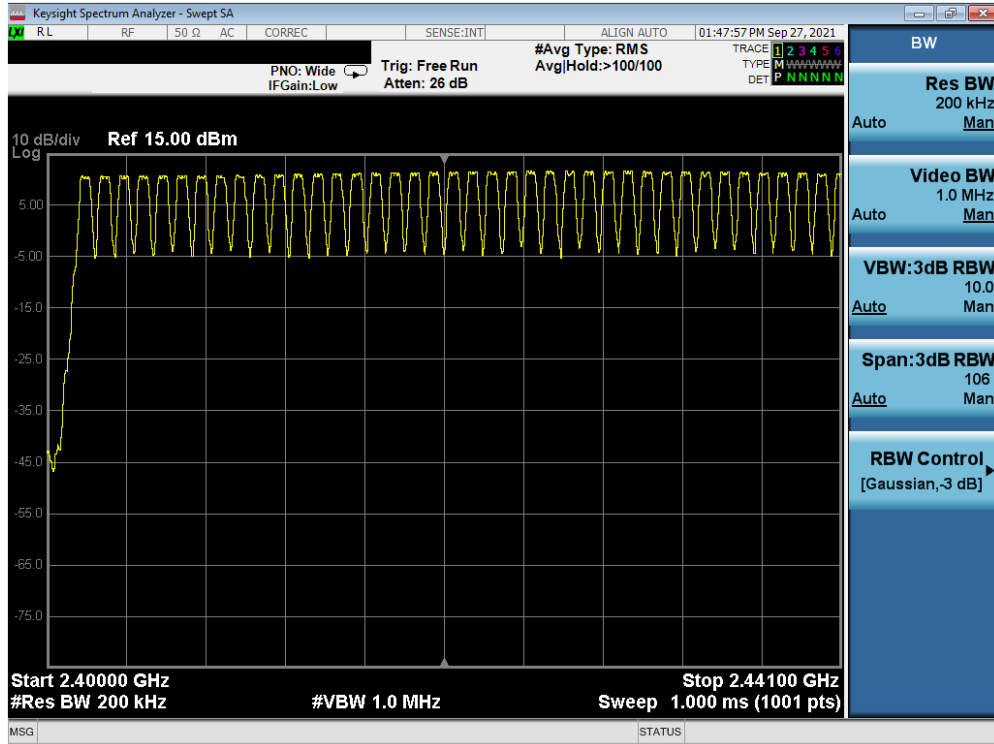 Keysight Spectrum Analyzer - Swept SA
LXI RL RF 50 Ω AC CORREC SENSE:INT ALIGN AUTO 01:47:57 PM Sep 27, 2021
PNO: Wide
IFGain:Low
Trig: Free Run
Atten: 26 dB
#Avg Type: RMS
Avg|Hold:>100/100
TRACE 1 2 3 4 5 6
TYPE M WWWWW
DET P N N N N N
10 dB/div Ref 15.00 dBm
Log
5.00
-5.00
-15.0
-25.0
-35.0
-45.0
-55.0
-65.0
-75.0
Start 2.40000 GHz Stop 2.44100 GHz
#Res BW 200 kHz #VBW 1.0 MHz Sweep 1.000 ms (1001 pts)
MSG STATUS
BW
Res BW
200 kHz
Auto Man
Video BW
1.0 MHz
Auto Man
VBW:3dB RBW
10.0
Auto Man
Span:3dB RBW
106
Auto Man
RBW Control
[Gaussian,-3 dB]